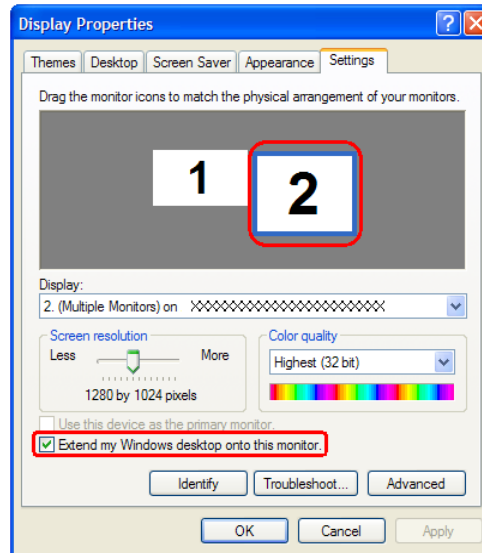 Display Properties
Themes Desktop Screen Saver Appearance Settings
Drag the monitor icons to match the physical arrangement of your monitors.
1 2
Display:
2. (Multiple Monitors) on XXXXXXXXXXXXXXXXXXXXXX
Screen resolution Color quality
Less More Highest (32 bit)
1280 by 1024 pixels
Use this device as the primary monitor.
Extend my Windows desktop onto this monitor.
Identify Troubleshoot... Advanced
OK Cancel Apply